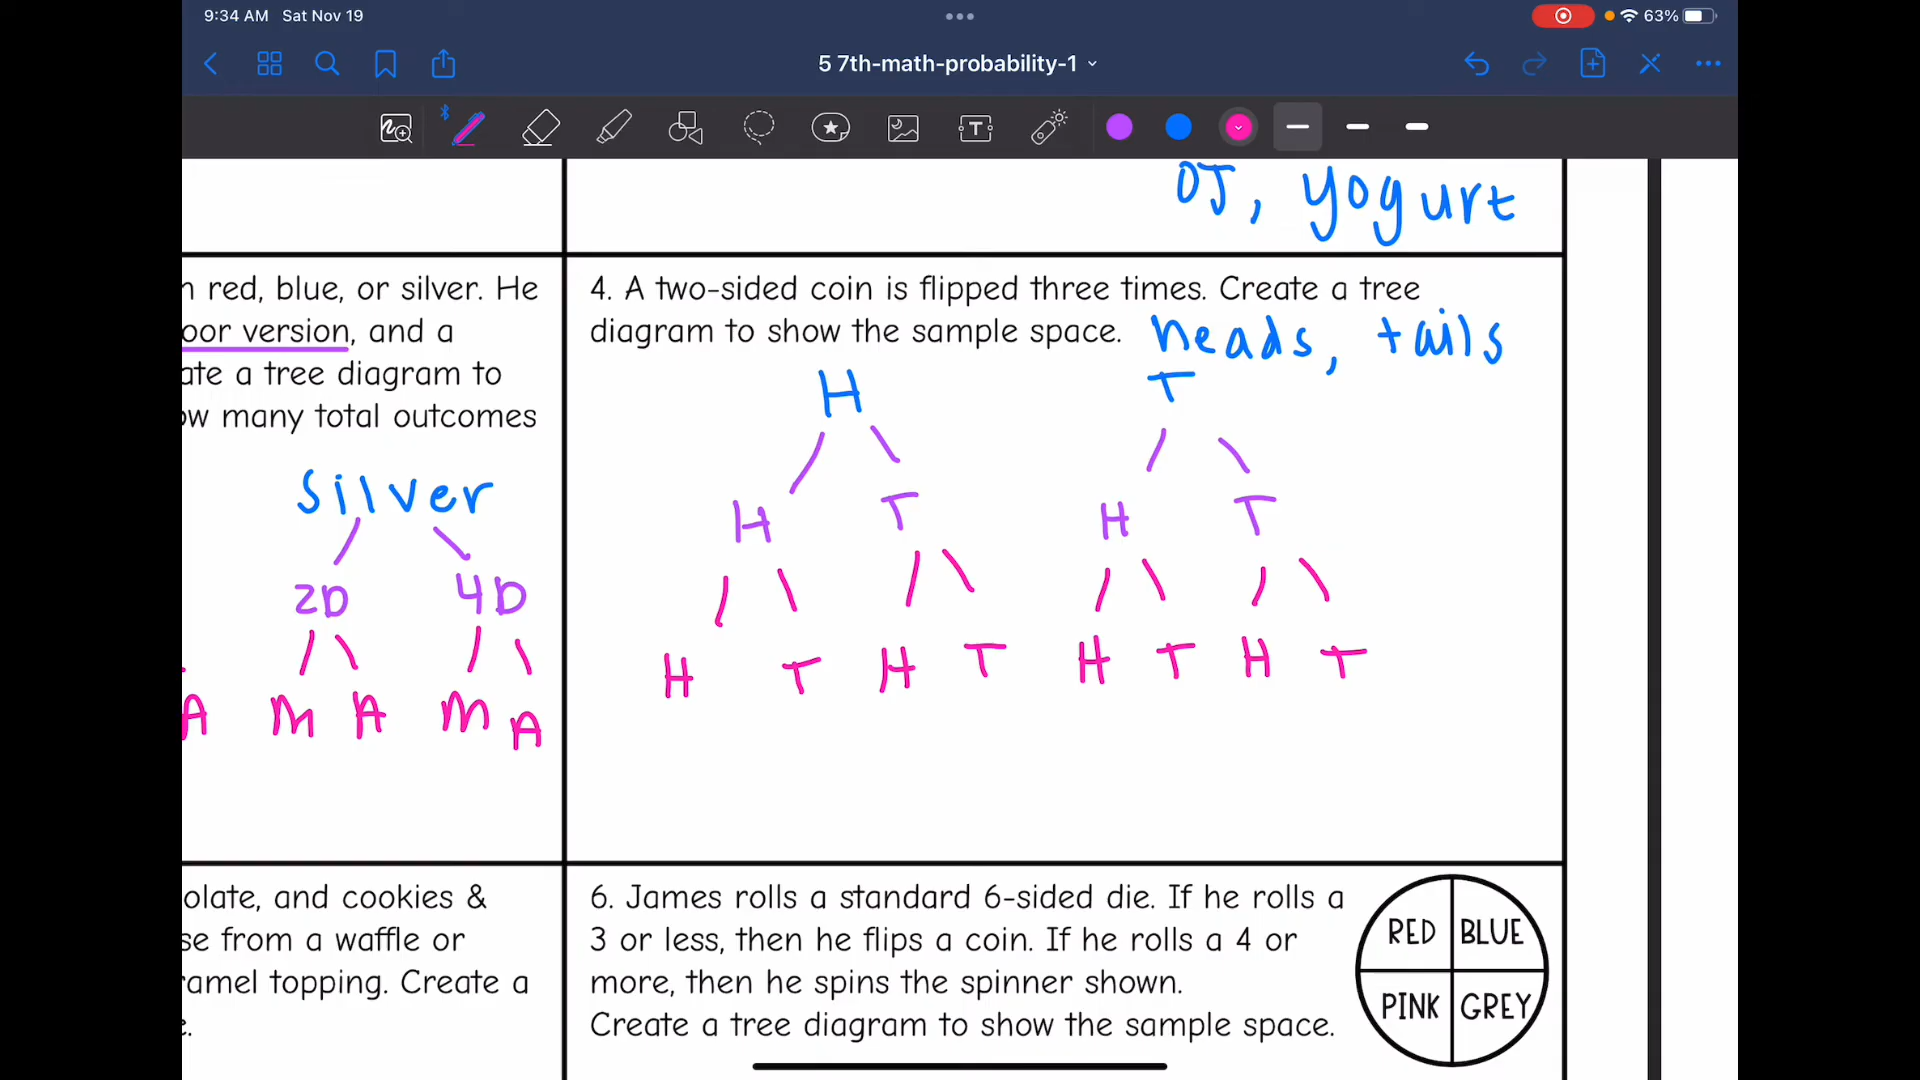 9:34 AM Sat Nov 19
63%
5 7th-math-probability-1
T
OJ, yogurt
red, blue, or silver. He
oor version, and a
ate a tree diagram to
ow many total outcomes
silver
2D 4D
A M A M A
4. A two-sided coin is flipped three times. Create a tree
diagram to show the sample space. heads, tails
H T
H T H T
H T H T H T H T
olate, and cookies &
se from a waffle or
ramel topping. Create a
e.
6. James rolls a standard 6-sided die. If he rolls a
3 or less, then he flips a coin. If he rolls a 4 or
more, then he spins the spinner shown.
Create a tree diagram to show the sample space.
RED BLUE
PINK GREY